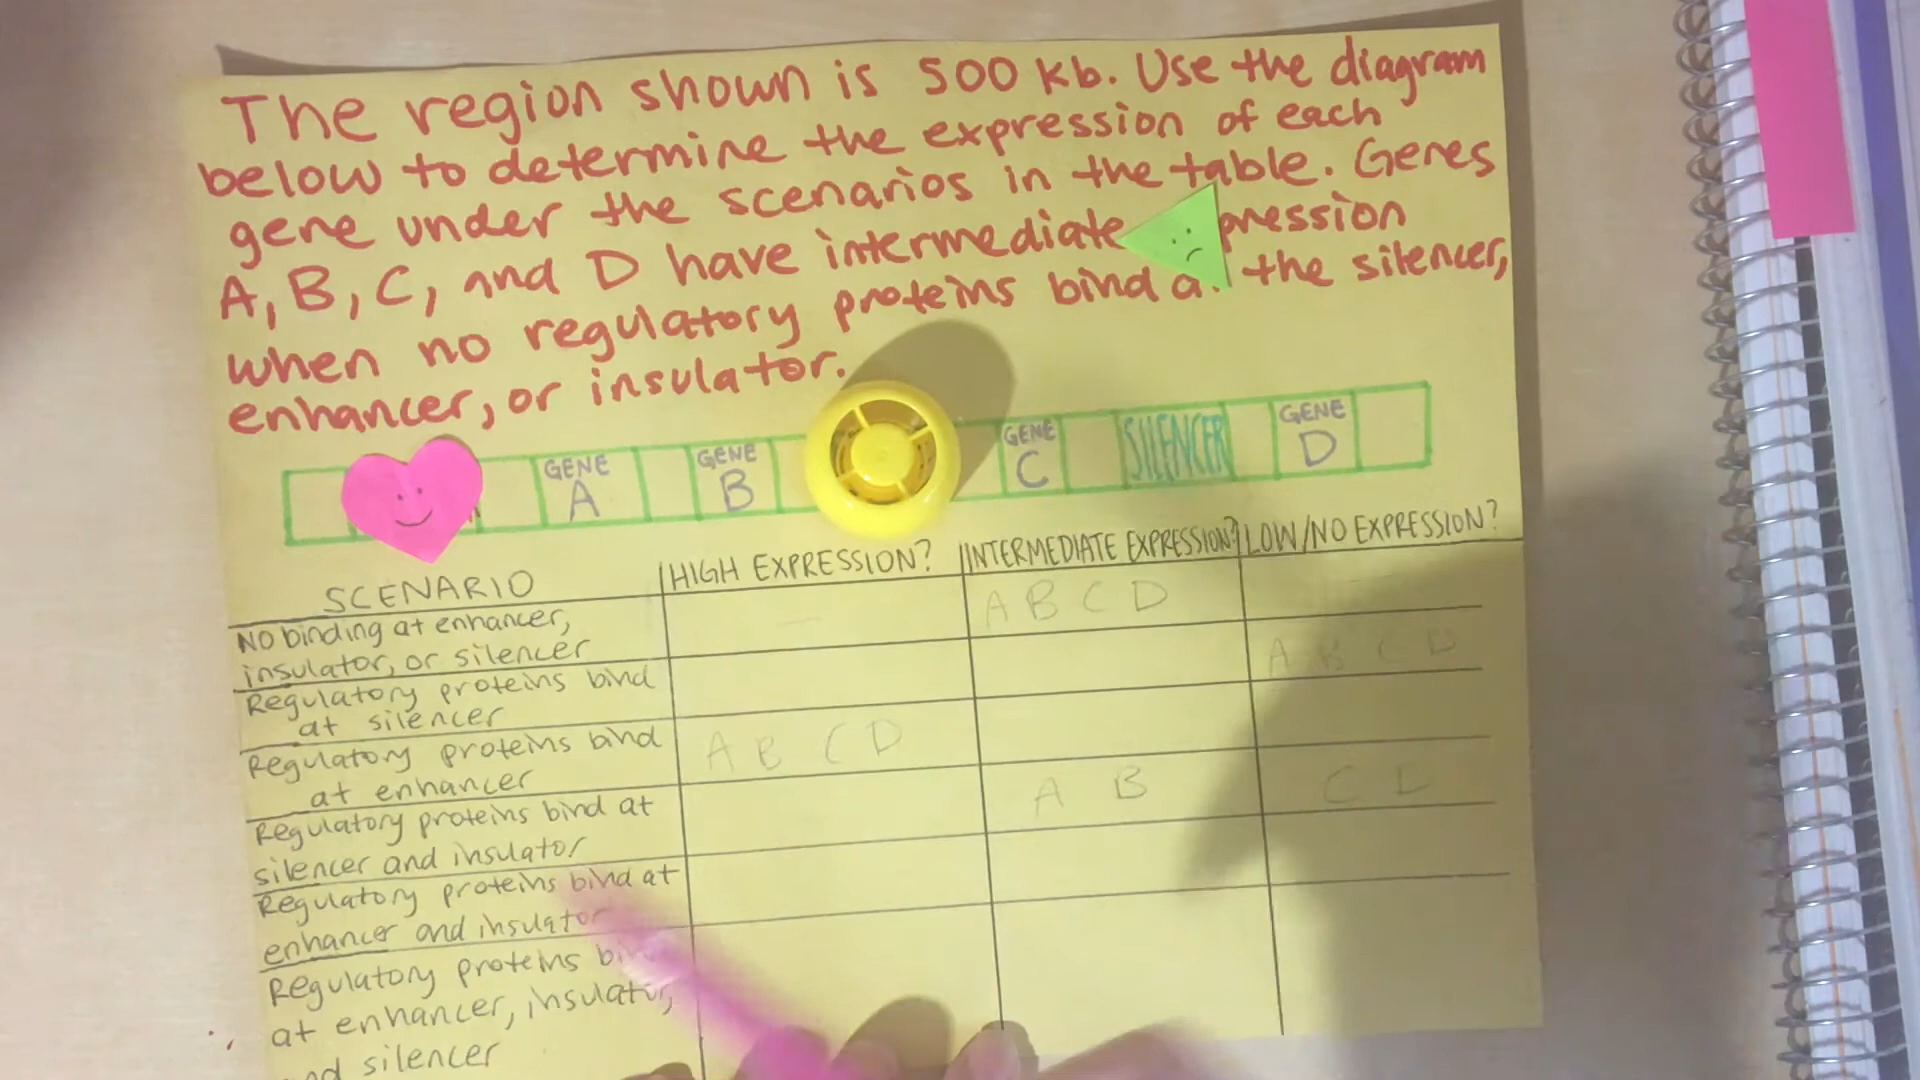 The region shown is 500 kb. Use the diagram
below to determine the expression of each
gene under the scenarios in the table. Genes
A, B, C, and D have intermediate pression
when no regulatory proteins bind a the silencer,
enhancer, or insulator.
GENE A GENE B GENE C SILENCER GENE D
SCENARIO HIGH EXPRESSION? INTERMEDIATE EXPRESSION? LOW/NO EXPRESSION?
No binding at enhancer,
insulator, or silencer
A B C D
Regulatory proteins bind
at silencer
A B C D
Regulatory proteins bind
at enhancer
A B C D
Regulatory proteins bind at
silencer and insulator
A B C D
Regulatory proteins bind at
enhancer and insulator
Regulatory proteins
at enhancer, insulator,
silencer